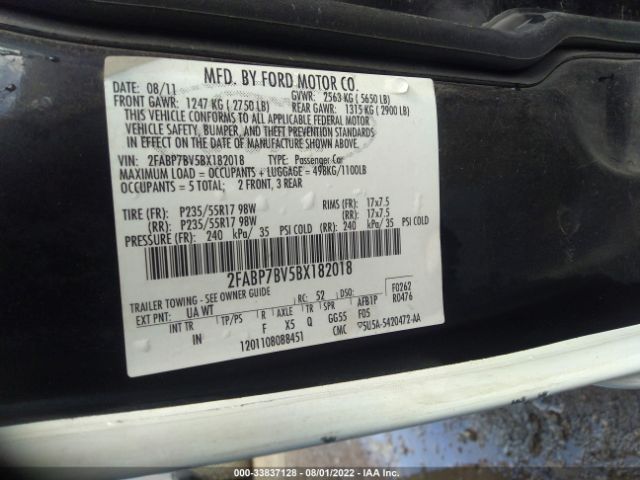 MFD. BY FORD MOTOR CO.
DATE: 08/11 GVWR: 2563 KG ( 5650 LB)
FRONT GAWR: 1247 KG ( 2750 LB) REAR GAWR: 1315 KG ( 2900 LB)
THIS VEHICLE CONFORMS TO ALL APPLICABLE FEDERAL MOTOR
VEHICLE SAFETY, BUMPER, AND THEFT PREVENTION STANDARDS
IN EFFECT ON THE DATE OF MANUFACTURE SHOWN ABOVE.
VIN: 2FABP7BV5BX182018 TYPE: Passenger Car
MAXIMUM LOAD = OCCUPANTS + LUGGAGE = 498KG/1100LB
OCCUPANTS = 5 TOTAL: 2 FRONT, 3 REAR
TIRE (FR): P235/55R17 98W RIMS (FR): 17x7.5
(RR): P235/55R17 98W (RR): 17x7.5
PRESSURE (FR): 240 kPa/ 35 PSI COLD (RR): 240 kPa/ 35 PSI COLD
2FABP7BV5BX182018
TRAILER TOWING - SEE OWNER GUIDE RC: 52 DSO: F0262
EXT PNT: UA WT AFB1P R0476
INT TR TP/PS R AXLE TR SPR F05
IN F X5 Q GG55
1201108088451 CMC 5U5A-5420472-AA
000-33837128 - 08/01/2022 - IAA Inc.